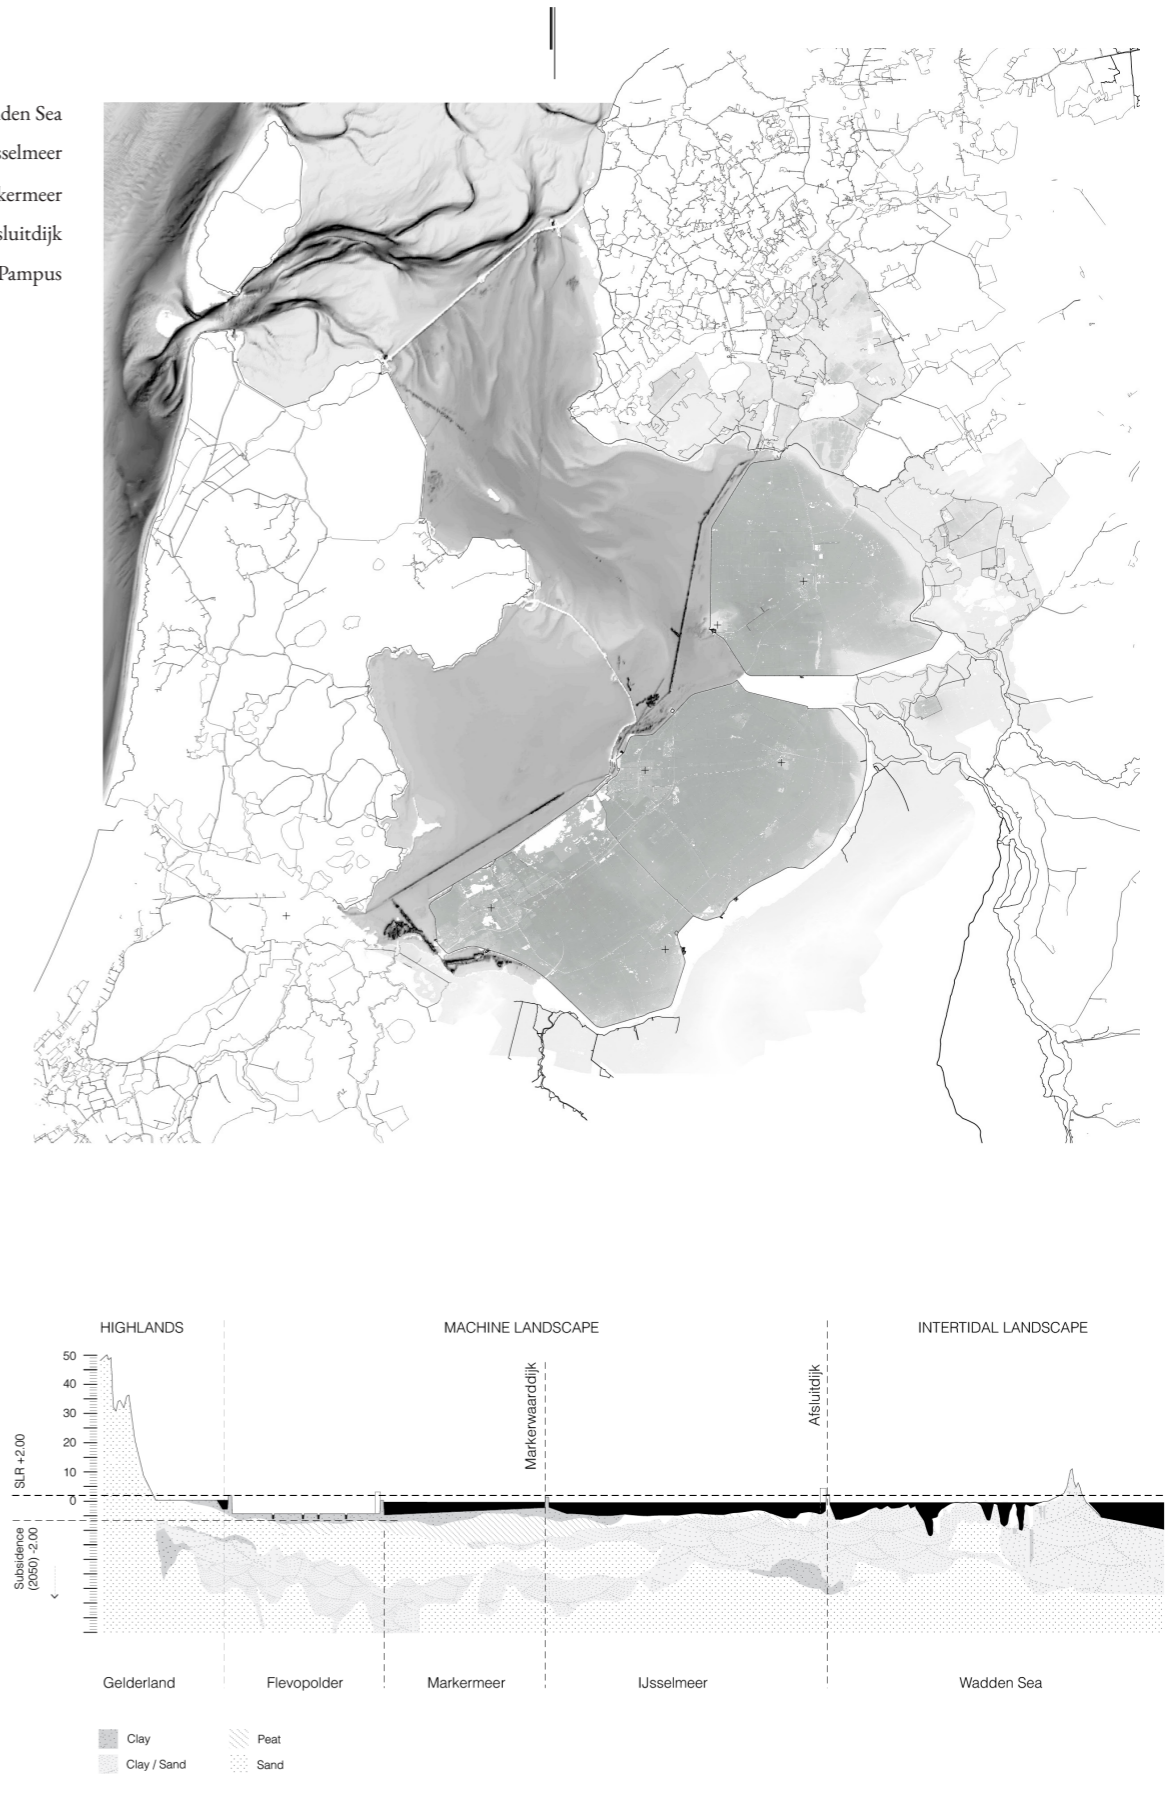 den Sea
sselmeer
kermeer
sluitdijk
Pampus
HIGHLANDS
MACHINE LANDSCAPE
INTERTIDAL LANDSCAPE
50
40
30
20
10
0
SLR +2.00
Subsidence
(2050) -2.00
Markerwaarddijk
Afsluitdijk
Gelderland
Flevopolder
Markermeer
IJsselmeer
Wadden Sea
Clay
Peat
Clay / Sand
Sand